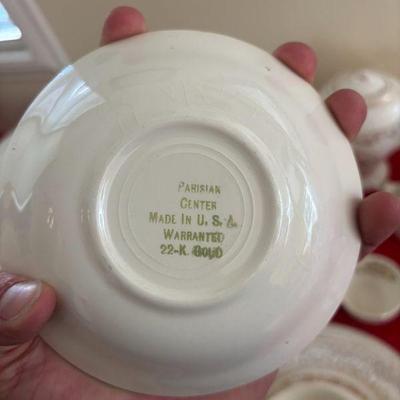 PARISIAN
CENTER
MADE IN U. S. A.
WARRANTED
22-K. GOLD